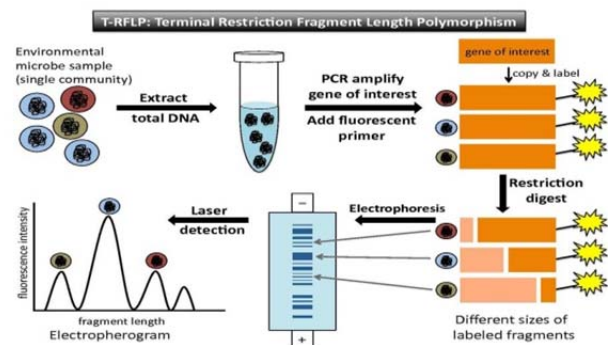 T-RFLP: Terminal Restriction Fragment Length Polymorphism
Environmental
microbe sample
(single community)
Extract
total DNA
PCR amplify
gene of interest
Add fluorescent
primer
gene of interest
copy & label
Restriction
digest
Different sizes of
labeled fragments
Electrophoresis
−
+
Laser
detection
fluorescence intensity
fragment length
Electropherogram